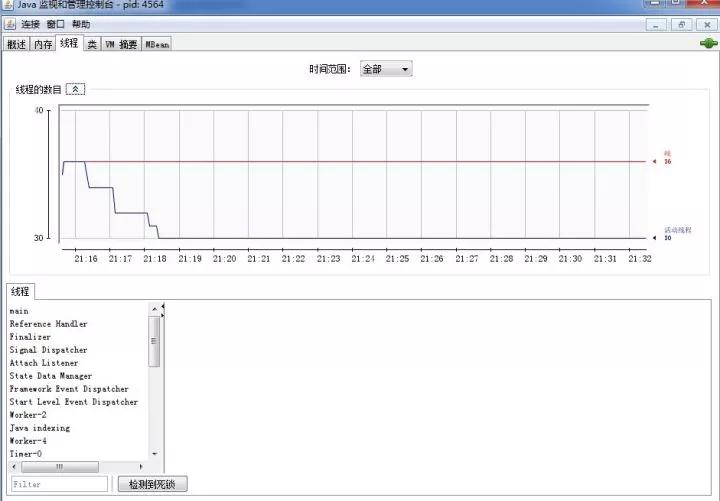 Java 监视和管理控制台 - pid: 4564
连接 窗口 帮助
概述 内存 线程 类 VM 摘要 MBean
时间范围： 全部
线程的数目
40
30
峰
36
活动线程
30
21:16 21:17 21:18 21:19 21:20 21:21 21:22 21:23 21:24 21:25 21:26 21:27 21:28 21:29 21:30 21:31 21:32
线程
main
Reference Handler
Finalizer
Signal Dispatcher
Attach Listener
State Data Manager
Framework Event Dispatcher
Start Level Event Dispatcher
Worker-2
Java indexing
Worker-4
Timer-0
Filter 检测到死锁